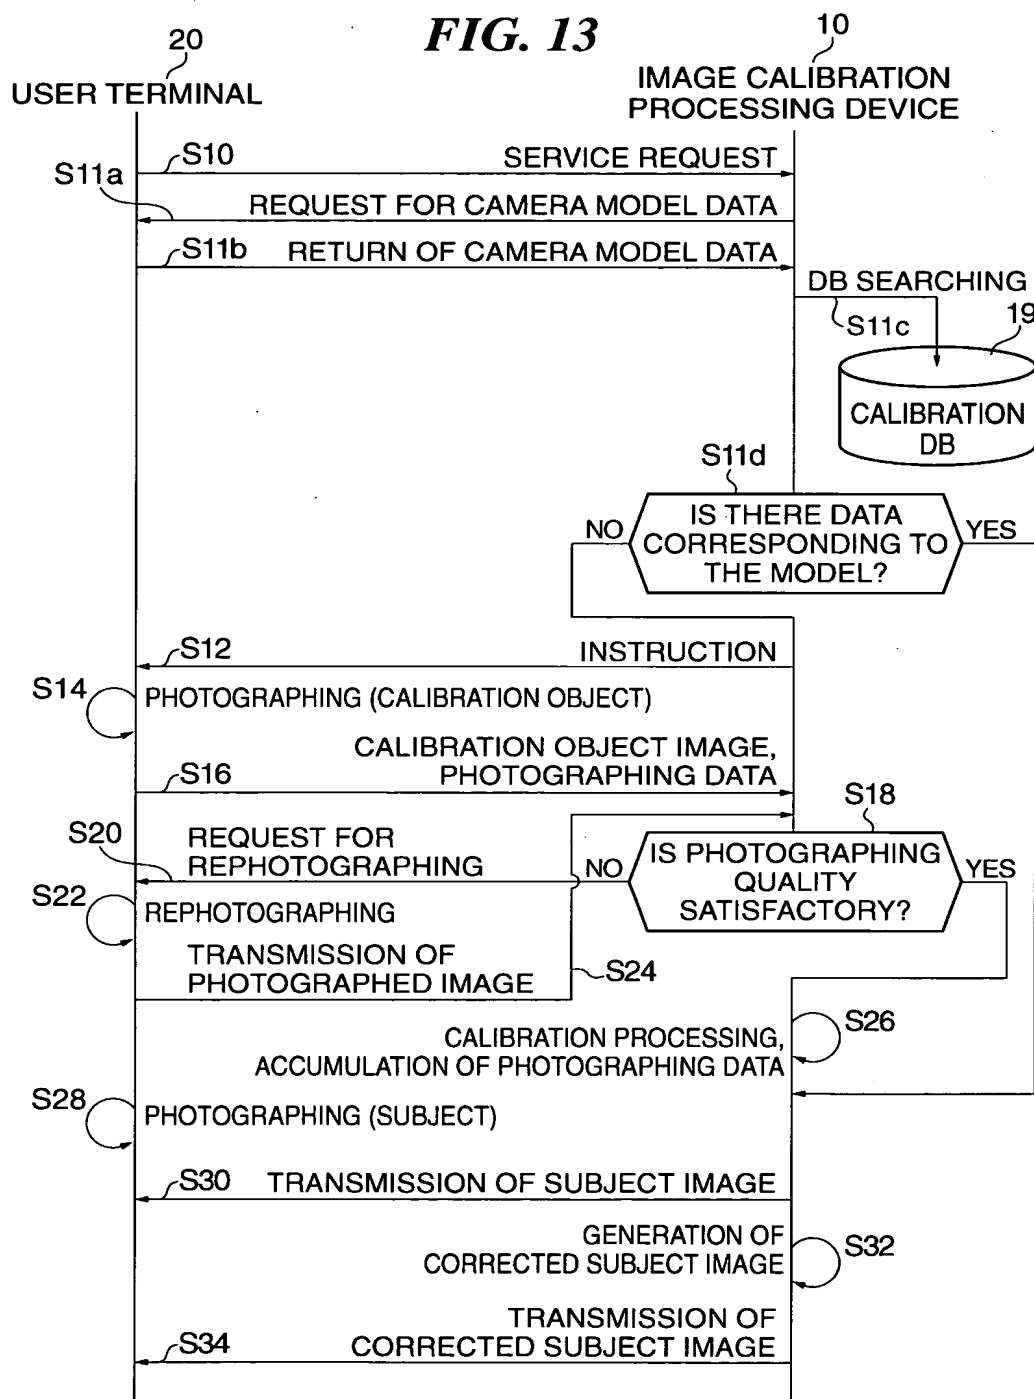 FIG. 13
20
USER TERMINAL
10
IMAGE CALIBRATION
PROCESSING DEVICE
S10
SERVICE REQUEST
S11a
REQUEST FOR CAMERA MODEL DATA
S11b
RETURN OF CAMERA MODEL DATA
DB SEARCHING
S11c
19
CALIBRATION
DB
S11d
NO
IS THERE DATA
CORRESPONDING TO
THE MODEL?
YES
S12
INSTRUCTION
S14
PHOTOGRAPHING (CALIBRATION OBJECT)
CALIBRATION OBJECT IMAGE,
PHOTOGRAPHING DATA
S16
S18
S20
REQUEST FOR
REPHOTOGRAPHING
NO
IS PHOTOGRAPHING
QUALITY
SATISFACTORY?
YES
S22
REPHOTOGRAPHING
TRANSMISSION OF
PHOTOGRAPHED IMAGE
S24
S26
CALIBRATION PROCESSING,
ACCUMULATION OF PHOTOGRAPHING DATA
S28
PHOTOGRAPHING (SUBJECT)
S30
TRANSMISSION OF SUBJECT IMAGE
GENERATION OF
CORRECTED SUBJECT IMAGE
S32
TRANSMISSION OF
CORRECTED SUBJECT IMAGE
S34